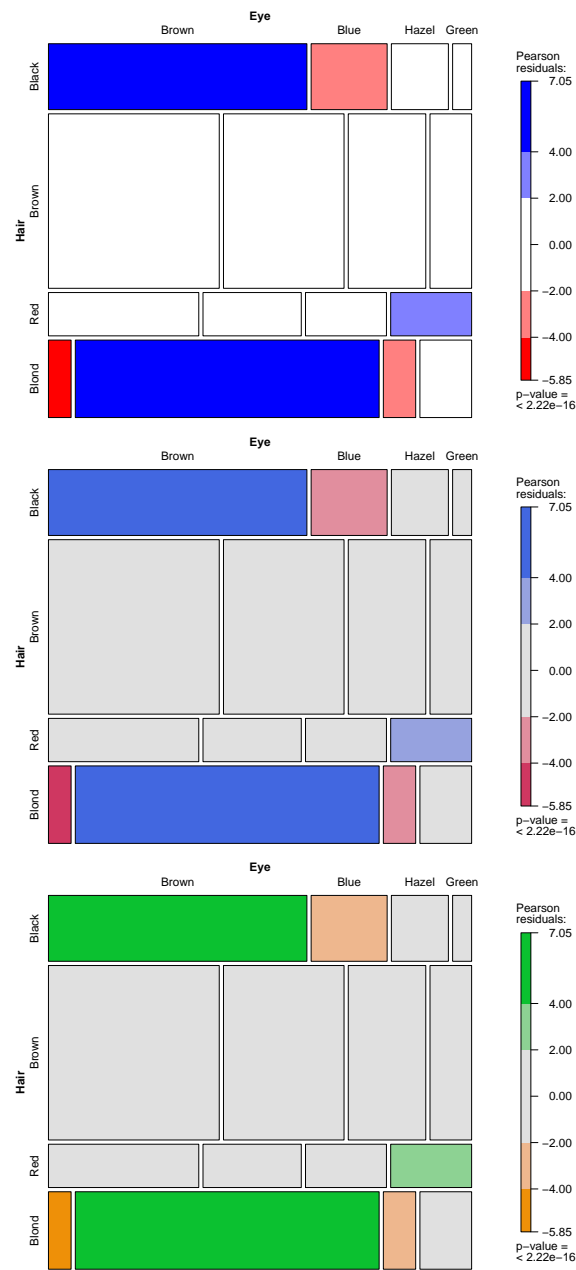 Eye
Brown Blue Hazel Green
Pearson
residuals:
7.05
4.00
2.00
0.00
−2.00
−4.00
−5.85
p−value =
< 2.22e−16
Hair
Black
Brown
Red
Blond
Eye
Brown Blue Hazel Green
Pearson
residuals:
7.05
4.00
2.00
0.00
−2.00
−4.00
−5.85
p−value =
< 2.22e−16
Hair
Black
Brown
Red
Blond
Eye
Brown Blue Hazel Green
Pearson
residuals:
7.05
4.00
2.00
0.00
−2.00
−4.00
−5.85
p−value =
< 2.22e−16
Hair
Black
Brown
Red
Blond